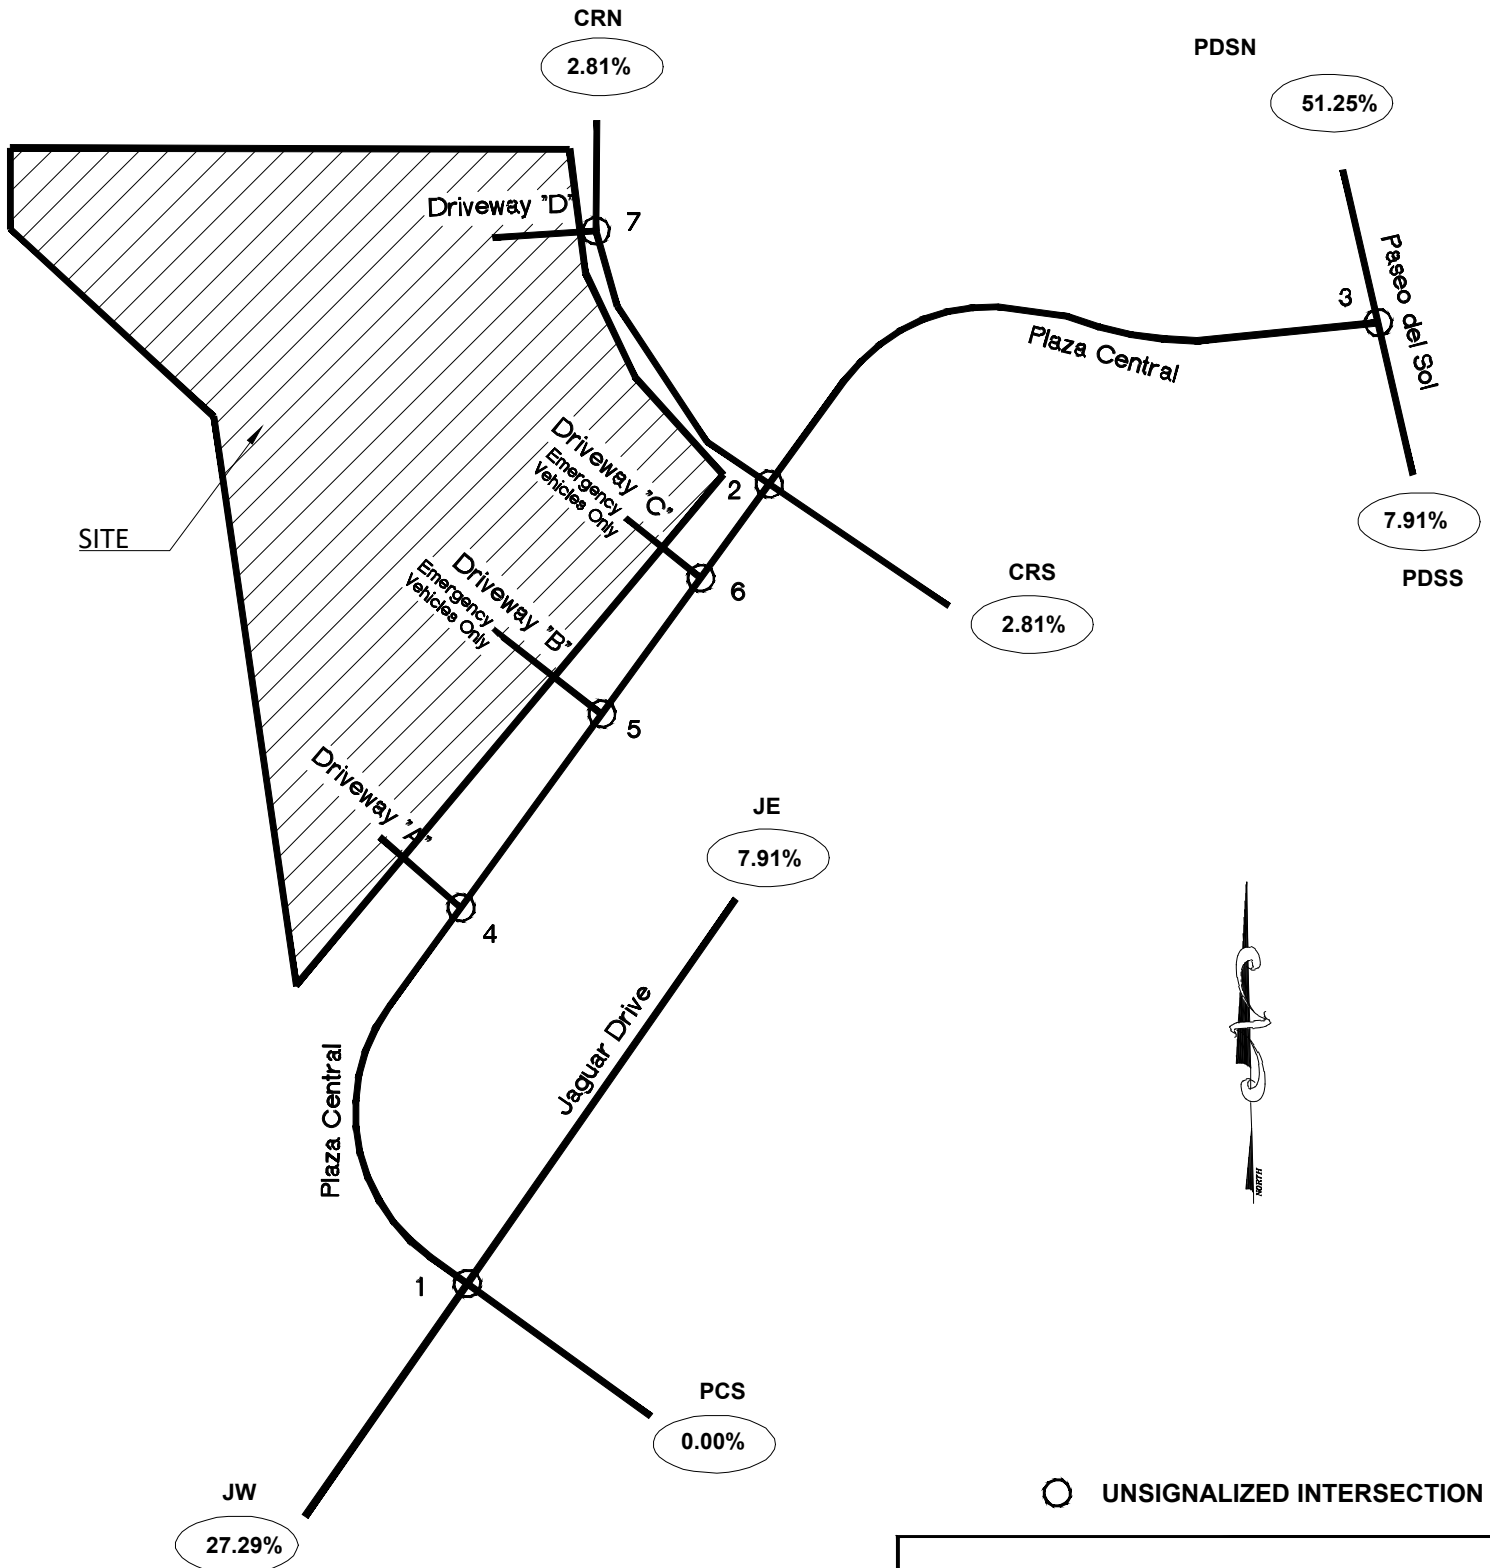 CRN
2.81%
PDSN
51.25%
Driveway "D"
7
3
Paseo del Sol
Plaza Central
7.91%
PDSS
Driveway "C"
Emergency
Vehicles Only
2
SITE
6
CRS
2.81%
Driveway "B"
Emergency
Vehicles Only
5
Driveway "A"
4
JE
7.91%
Jaguar Drive
Plaza Central
NORTH
1
PCS
0.00%
JW
27.29%
UNSIGNALIZED INTERSECTION